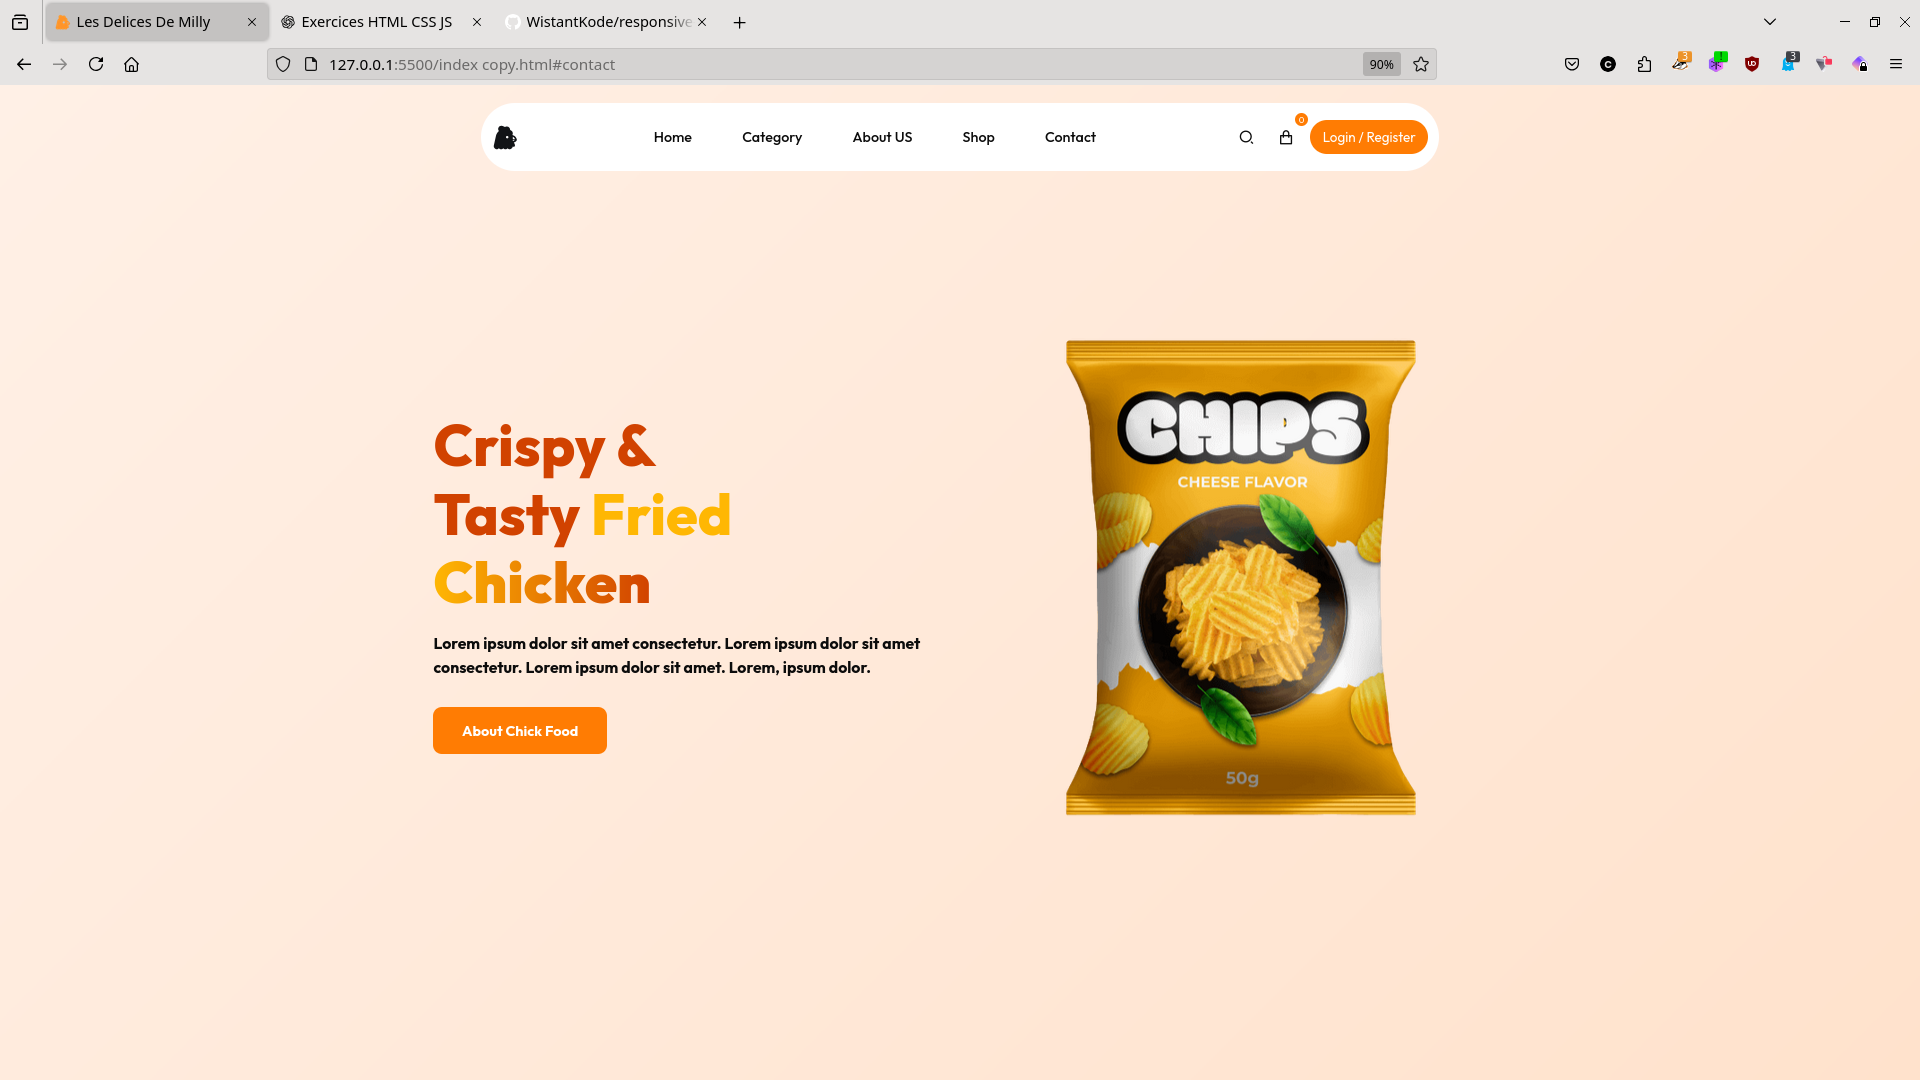 Les Delices De Milly
Exercices HTML CSS JS
WistantKode/responsive
127.0.0.1:5500/index copy.html#contact
90%
3
1
3
Home
Category
About US
Shop
Contact
0
Login / Register
Crispy &
Tasty Fried
Chicken
Lorem ipsum dolor sit amet consectetur. Lorem ipsum dolor sit amet
consectetur. Lorem ipsum dolor sit amet. Lorem, ipsum dolor.
About Chick Food
CHIPS
CHEESE FLAVOR
50g